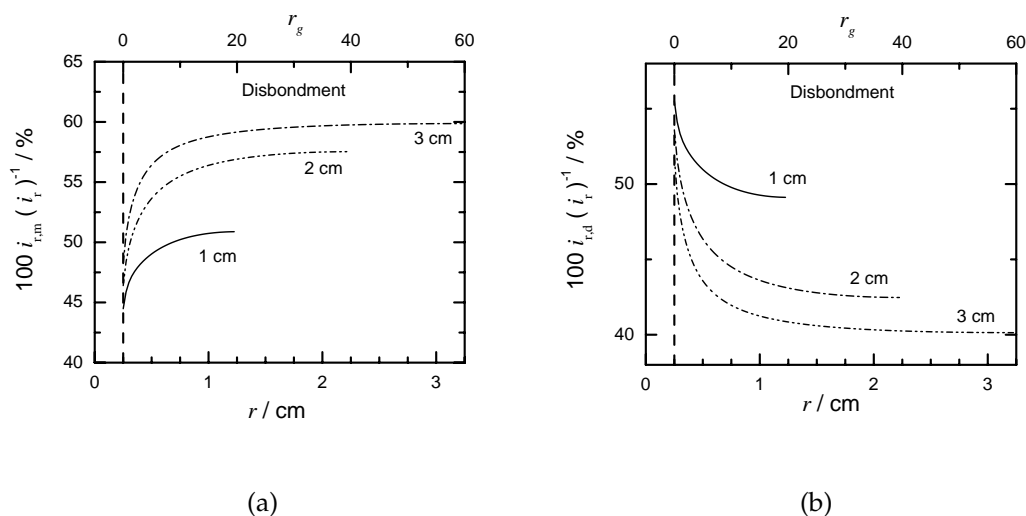 r_g
0 20 40 60
65
60
55
50
45
40
Disbondment
3 cm
2 cm
1 cm
0 1 2 3
r / cm
100 i_{r,m} ( i_r )^{-1} / %
(a)
r_g
0 20 40 60
50
40
Disbondment
1 cm
2 cm
3 cm
0 1 2 3
r / cm
100 i_{r,d} ( i_r )^{-1} / %
(b)